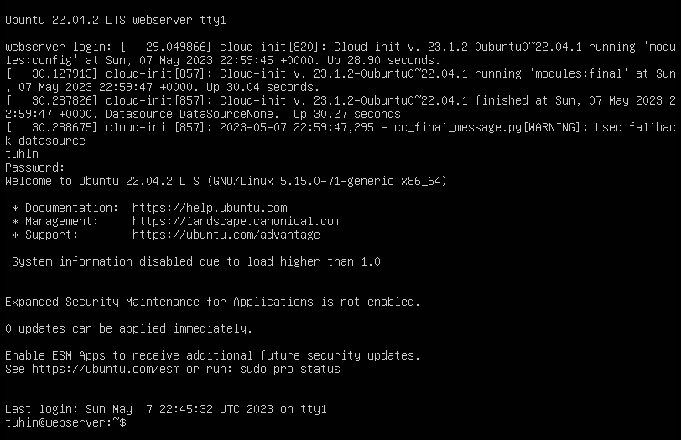 Ubuntu 22.04.2 LTS webserver tty1
webserver login: [   29.049866] cloud-init[820]: Cloud-init v. 23.1.2-0ubuntu0~22.04.1 running 'modu
les:config' at Sun, 07 May 2023 22:59:45 +0000. Up 28.90 seconds.
[   30.127913] cloud-init[857]: Cloud-init v. 23.1.2-0ubuntu0~22.04.1 running 'modules:final' at Sun
, 07 May 2023 22:59:47 +0000. Up 30.04 seconds.
[   30.287826] cloud-init[857]: Cloud-init v. 23.1.2-0ubuntu0~22.04.1 finished at Sun, 07 May 2023 2
2:59:47 +0000. Datasource DataSourceNone.  Up 30.27 seconds
[   30.288675] cloud-init[857]: 2023-05-07 22:59:47,295 - cc_final_message.py[WARNING]: Used fallbac
k datasource
tuhin
Password:
Welcome to Ubuntu 22.04.2 LTS (GNU/Linux 5.15.0-71-generic x86_64)
* Documentation:  https://help.ubuntu.com
* Management:     https://landscape.canonical.com
* Support:        https://ubuntu.com/advantage
System information disabled due to load higher than 1.0
Expanded Security Maintenance for Applications is not enabled.
0 updates can be applied immediately.
Enable ESM Apps to receive additional future security updates.
See https://ubuntu.com/esm or run: sudo pro status
Last login: Sun May  7 22:45:32 UTC 2023 on tty1
tuhin@webserver:~$